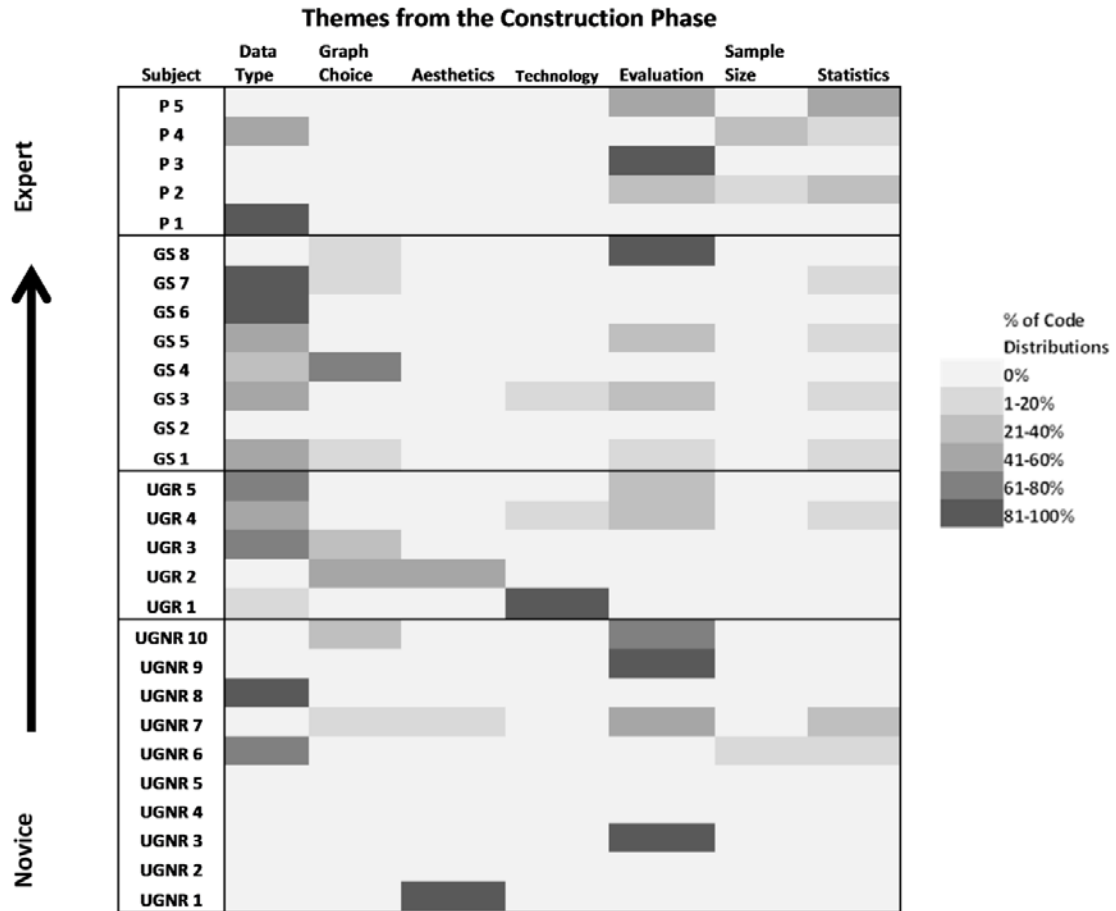 Themes from the Construction Phase
Data Graph Sample
Subject Type Choice Aesthetics Technology Evaluation Size Statistics
P 5
P 4
P 3
P 2
P 1
GS 8
GS 7
GS 6
GS 5
GS 4
GS 3
GS 2
GS 1
UGR 5
UGR 4
UGR 3
UGR 2
UGR 1
UGNR 10
UGNR 9
UGNR 8
UGNR 7
UGNR 6
UGNR 5
UGNR 4
UGNR 3
UGNR 2
UGNR 1
Expert
Novice
% of Code
Distributions
0%
1-20%
21-40%
41-60%
61-80%
81-100%